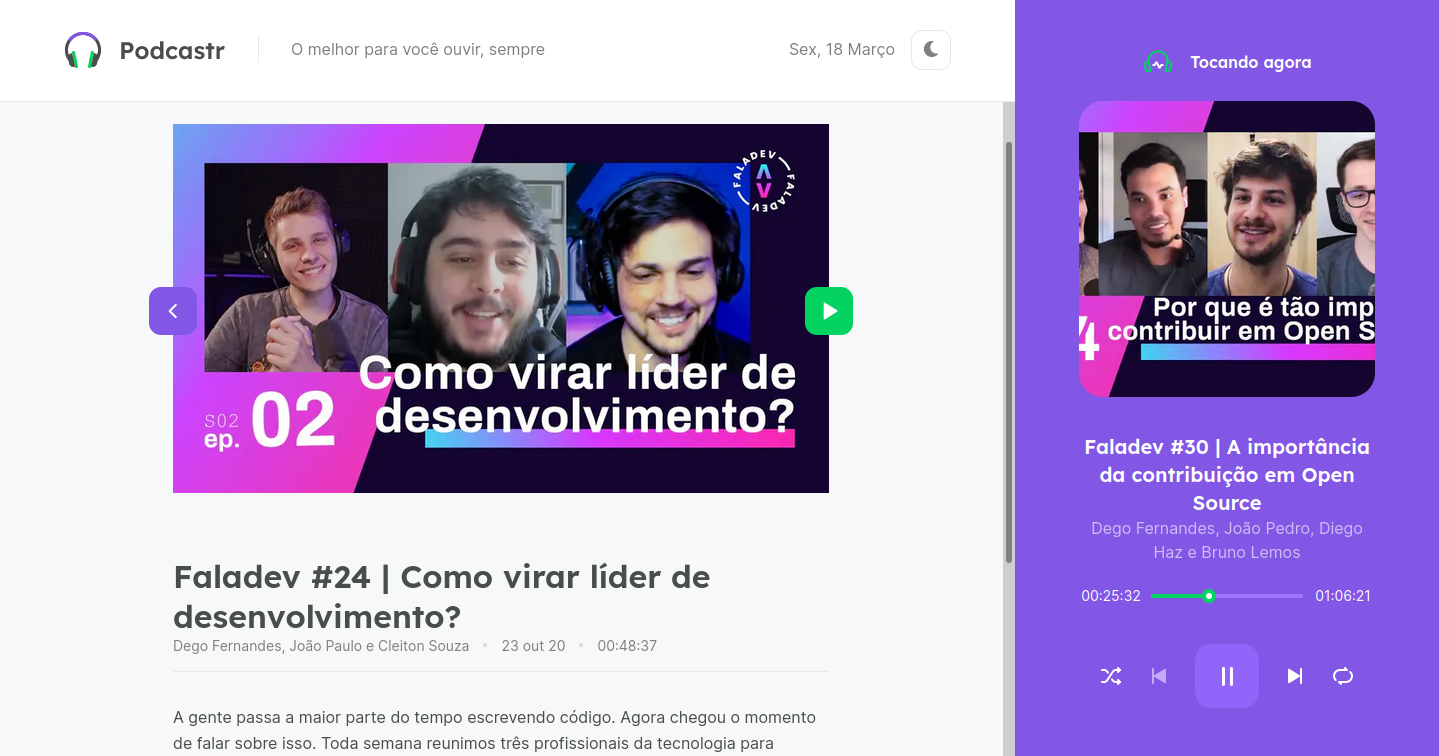 Podcastr
O melhor para você ouvir, sempre
Sex, 18 Março
FALADEV FALADEV
Como virar líder de
desenvolvimento?
S02
ep. 02
Faladev #24 | Como virar líder de
desenvolvimento?
Dego Fernandes, João Paulo e Cleiton Souza • 23 out 20 • 00:48:37
A gente passa a maior parte do tempo escrevendo código. Agora chegou o momento
de falar sobre isso. Toda semana reunimos três profissionais da tecnologia para
Tocando agora
Por que é tão imp
4 contribuir em Open S
Faladev #30 | A importância
da contribuição em Open
Source
Dego Fernandes, João Pedro, Diego
Haz e Bruno Lemos
00:25:32
01:06:21